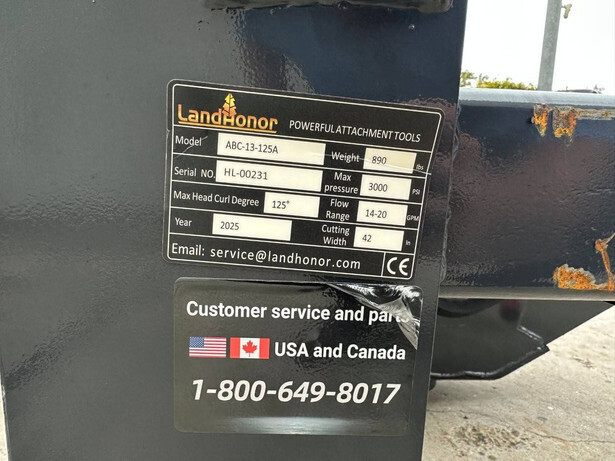 LandHonor POWERFUL ATTACHMENT TOOLS
Model ABC-13-125A Weight 890 lbs
Serial NO. HL-00231 Max pressure 3000 PSI
Max Head Curl Degree 125° Flow Range 14-20 GPM
Year 2025 Cutting Width 42 In
Email: service@landhonor.com CE
Customer service and parts
USA and Canada
1-800-649-8017